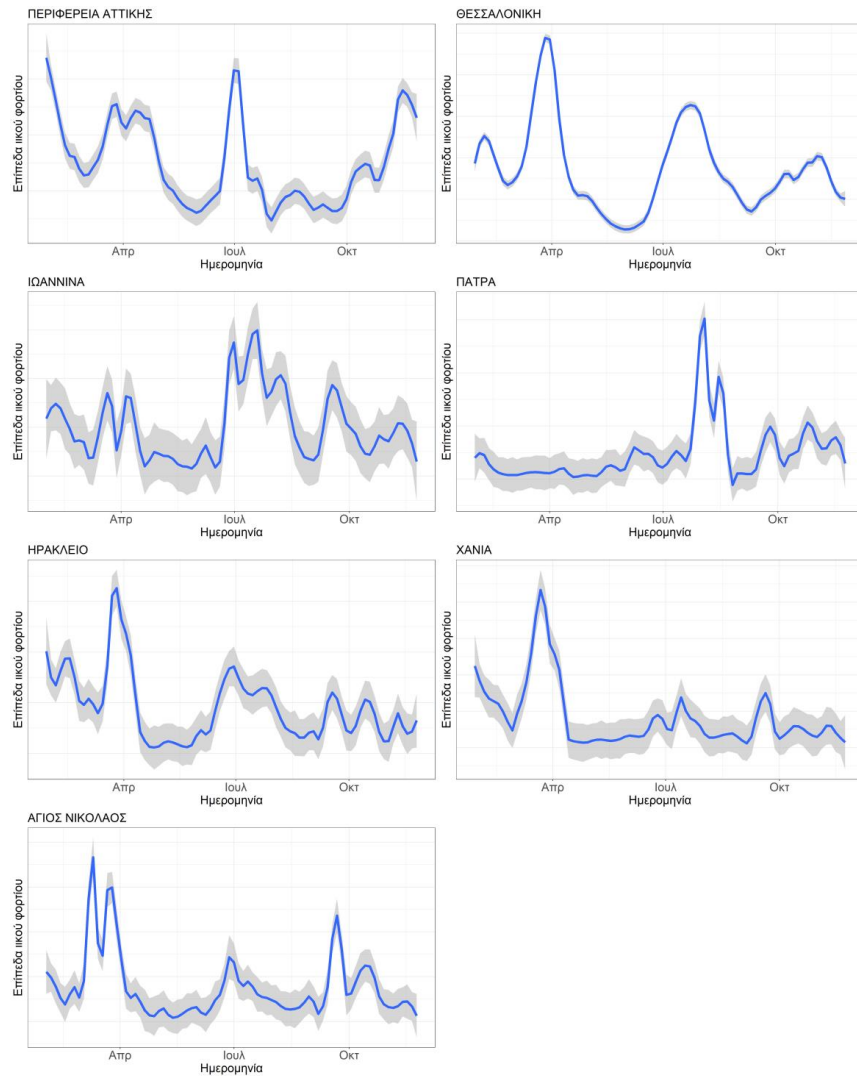 ΠΕΡΙΦΕΡΕΙΑ ΑΤΤΙΚΗΣ
Επίπεδα ιικού φορτίου
Απρ Ιουλ Οκτ
Ημερομηνία
ΘΕΣΣΑΛΟΝΙΚΗ
Επίπεδα ιικού φορτίου
Απρ Ιουλ Οκτ
Ημερομηνία
ΙΩΑΝΝΙΝΑ
Επίπεδα ιικού φορτίου
Απρ Ιουλ Οκτ
Ημερομηνία
ΠΑΤΡΑ
Επίπεδα ιικού φορτίου
Απρ Ιουλ Οκτ
Ημερομηνία
ΗΡΑΚΛΕΙΟ
Επίπεδα ιικού φορτίου
Απρ Ιουλ Οκτ
Ημερομηνία
ΧΑΝΙΑ
Επίπεδα ιικού φορτίου
Απρ Ιουλ Οκτ
Ημερομηνία
ΑΓΙΟΣ ΝΙΚΟΛΑΟΣ
Επίπεδα ιικού φορτίου
Απρ Ιουλ Οκτ
Ημερομηνία